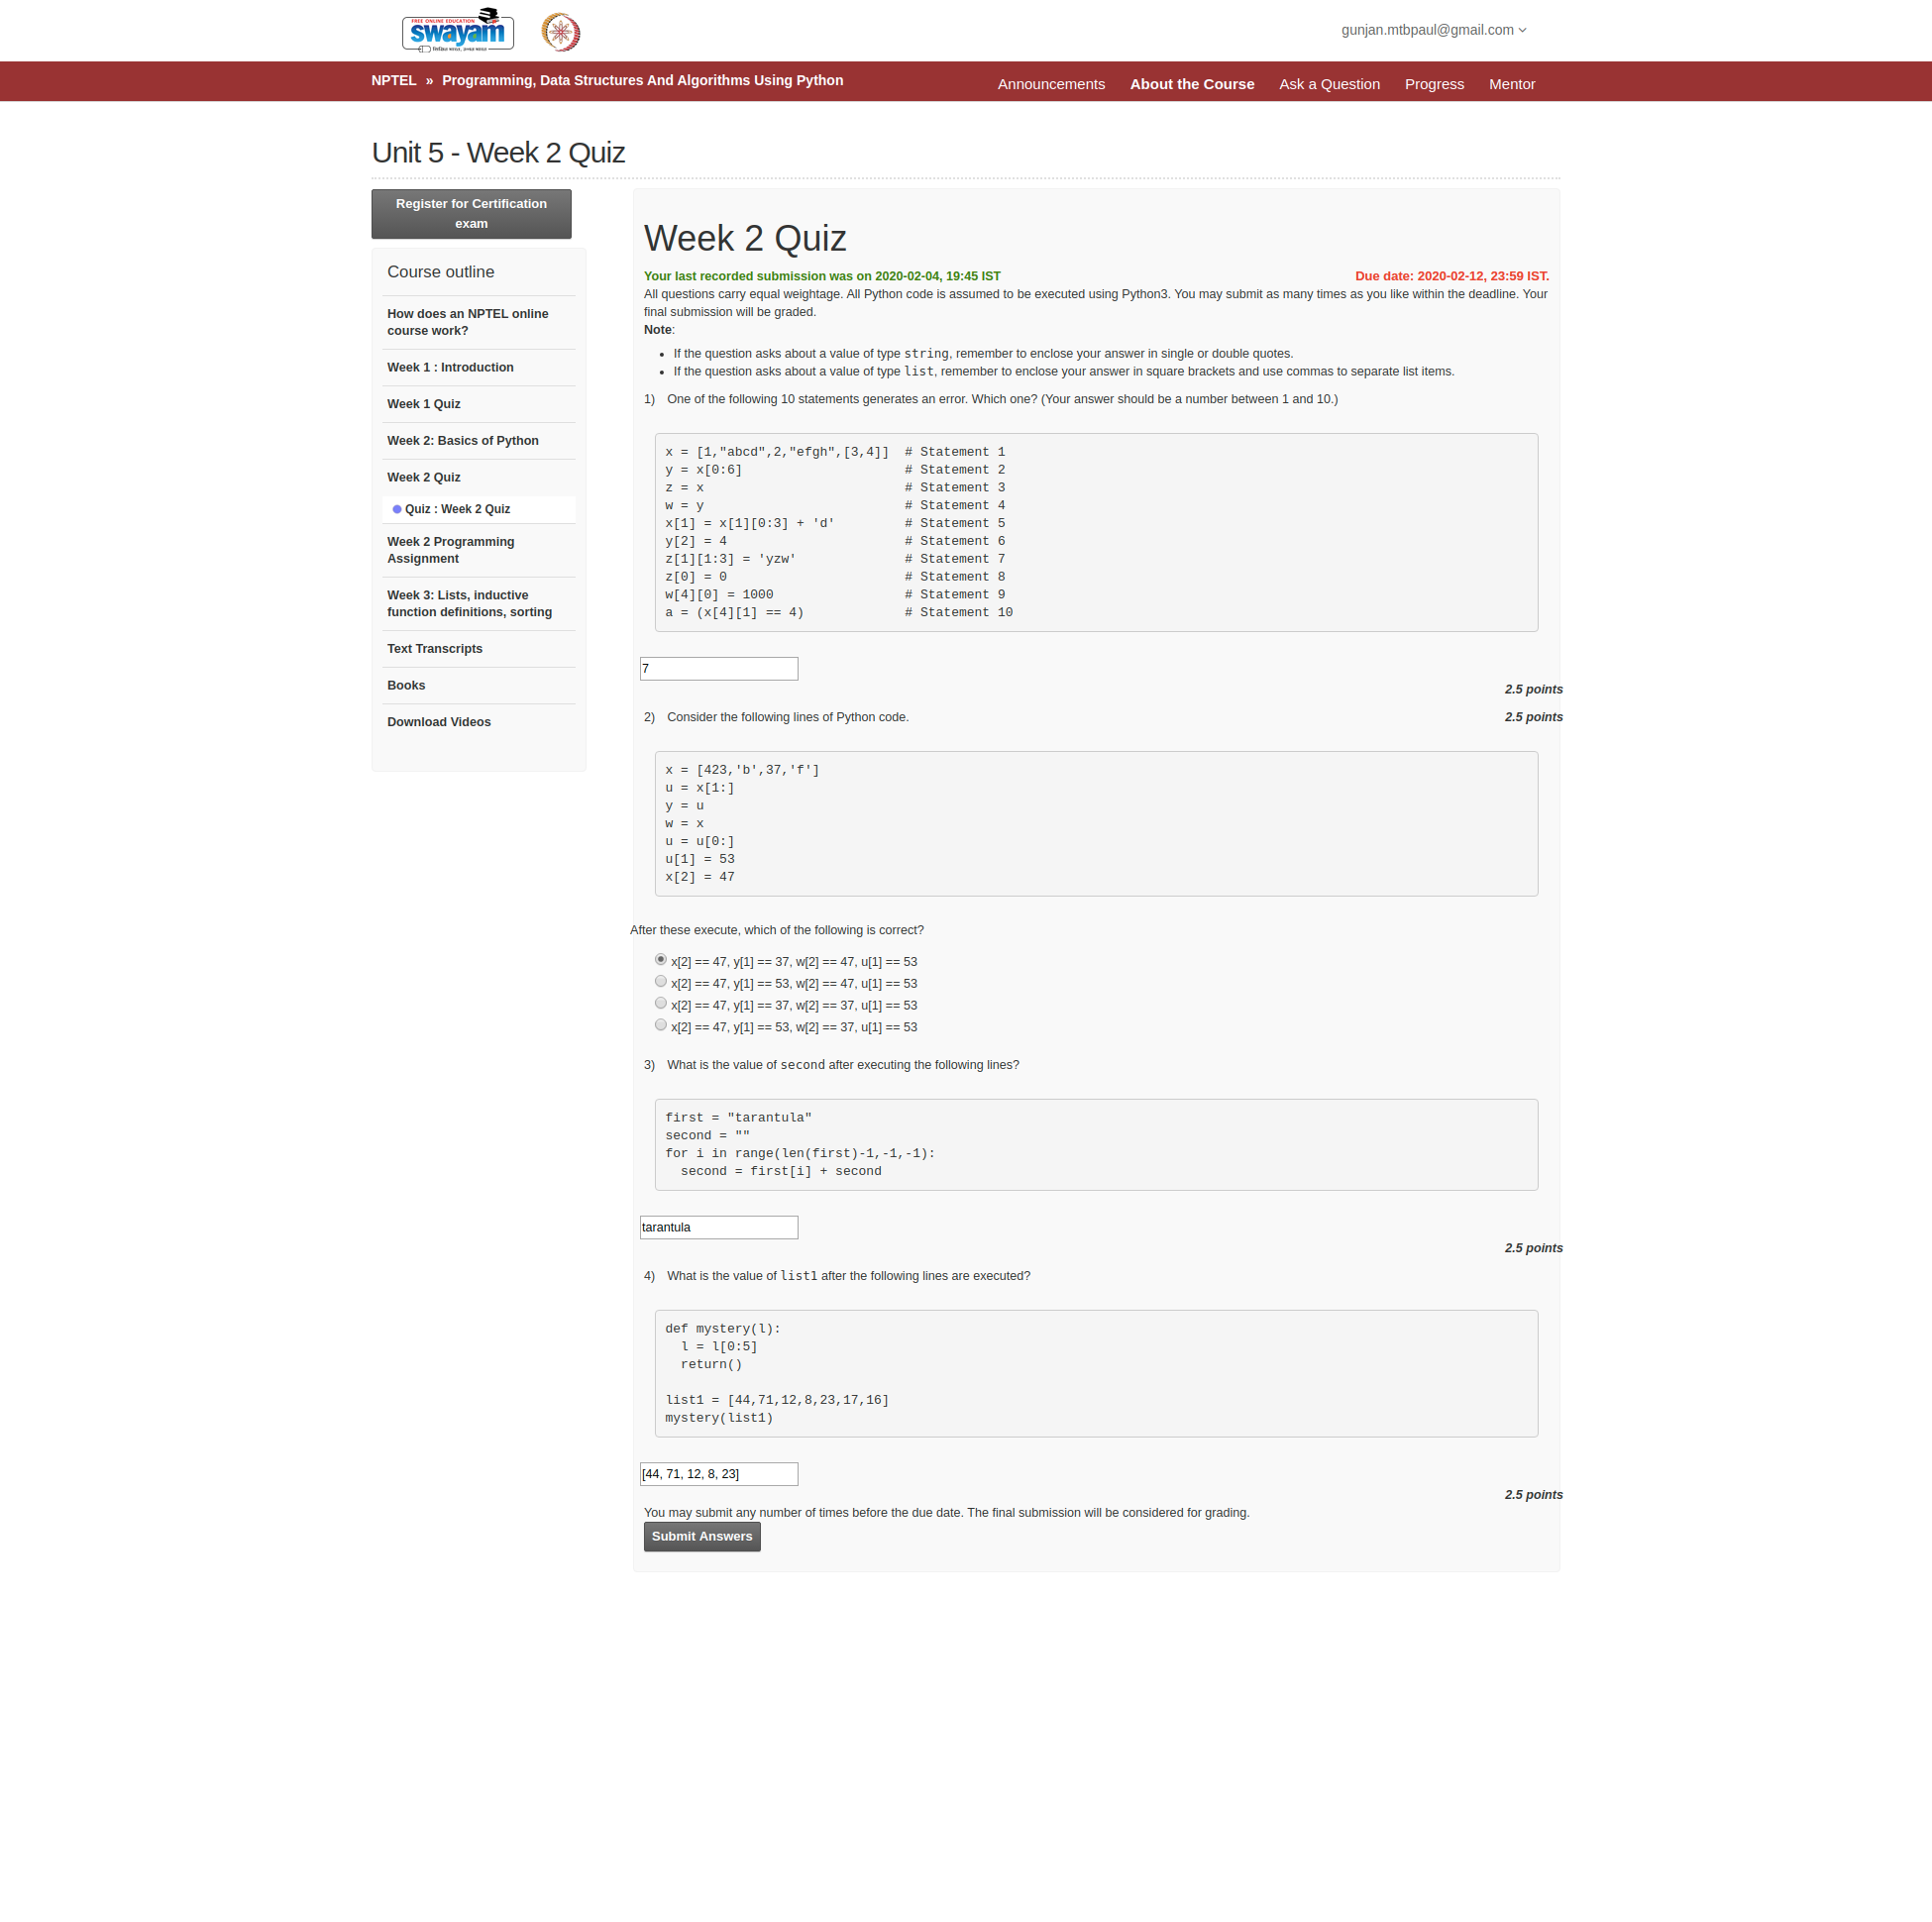 FREE ONLINE EDUCATION
swayam
शिक्षित भारत, उन्नत भारत
gunjan.mtbpaul@gmail.com
NPTEL » Programming, Data Structures And Algorithms Using Python
Announcements About the Course Ask a Question Progress Mentor
Unit 5 - Week 2 Quiz
Register for Certification
exam
Course outline
How does an NPTEL online
course work?
Week 1 : Introduction
Week 1 Quiz
Week 2: Basics of Python
Week 2 Quiz
Quiz : Week 2 Quiz
Week 2 Programming
Assignment
Week 3: Lists, inductive
function definitions, sorting
Text Transcripts
Books
Download Videos
Week 2 Quiz
Your last recorded submission was on 2020-02-04, 19:45 IST Due date: 2020-02-12, 23:59 IST.
All questions carry equal weightage. All Python code is assumed to be executed using Python3. You may submit as many times as you like within the deadline. Your
final submission will be graded.
Note:
• If the question asks about a value of type string, remember to enclose your answer in single or double quotes.
• If the question asks about a value of type list, remember to enclose your answer in square brackets and use commas to separate list items.
1) One of the following 10 statements generates an error. Which one? (Your answer should be a number between 1 and 10.)
x = [1,"abcd",2,"efgh",[3,4]]  # Statement 1
y = x[0:6]                     # Statement 2
z = x                          # Statement 3
w = y                          # Statement 4
x[1] = x[1][0:3] + 'd'         # Statement 5
y[2] = 4                       # Statement 6
z[1][1:3] = 'yzw'              # Statement 7
z[0] = 0                       # Statement 8
w[4][0] = 1000                 # Statement 9
a = (x[4][1] == 4)             # Statement 10
7
2.5 points
2) Consider the following lines of Python code. 2.5 points
x = [423,'b',37,'f']
u = x[1:]
y = u
w = x
u = u[0:]
u[1] = 53
x[2] = 47
After these execute, which of the following is correct?
x[2] == 47, y[1] == 37, w[2] == 47, u[1] == 53
x[2] == 47, y[1] == 53, w[2] == 47, u[1] == 53
x[2] == 47, y[1] == 37, w[2] == 37, u[1] == 53
x[2] == 47, y[1] == 53, w[2] == 37, u[1] == 53
3) What is the value of second after executing the following lines?
first = "tarantula"
second = ""
for i in range(len(first)-1,-1,-1):
  second = first[i] + second
tarantula
2.5 points
4) What is the value of list1 after the following lines are executed?
def mystery(l):
  l = l[0:5]
  return()
list1 = [44,71,12,8,23,17,16]
mystery(list1)
[44, 71, 12, 8, 23]
2.5 points
You may submit any number of times before the due date. The final submission will be considered for grading.
Submit Answers